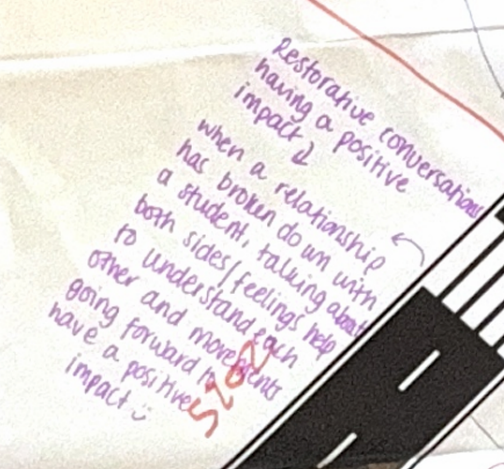 Restorative conversations
having a positive
impact
when a relationship
has broken down with
a student, talking about
both sides/feelings help
to understand each
other and movements
going forward to
have a positive
impact